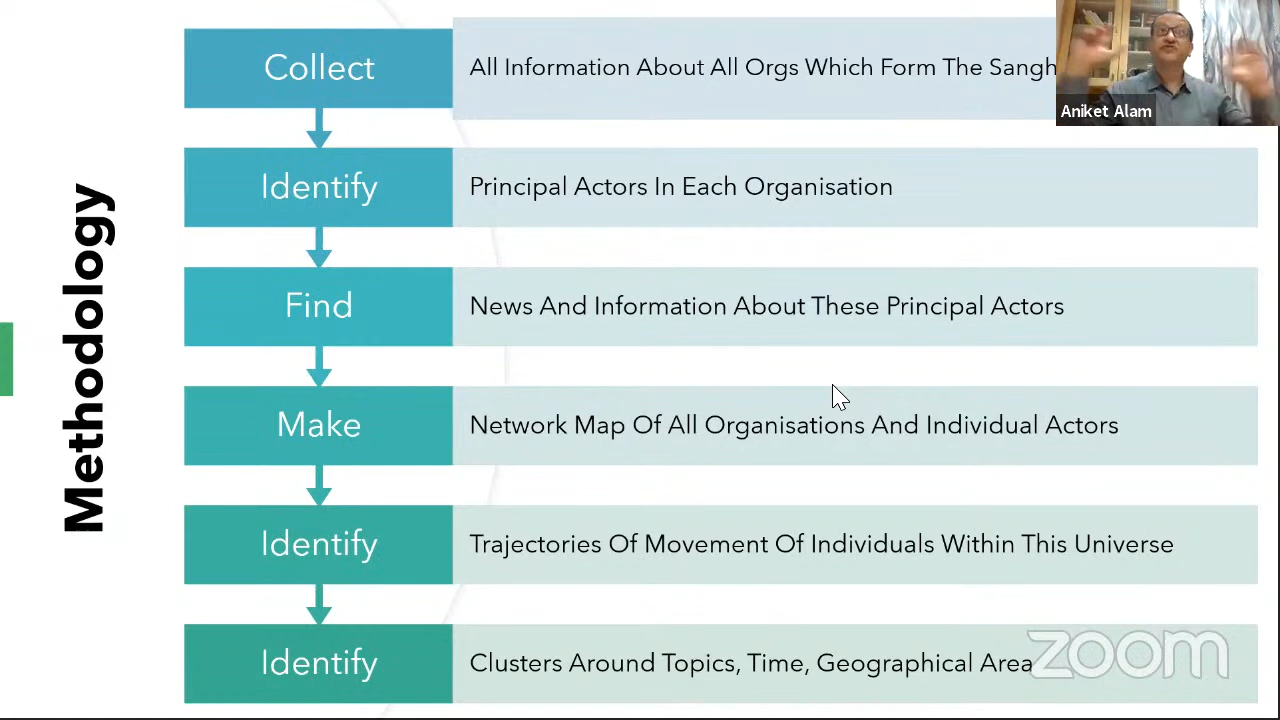 Methodology
Collect
All Information About All Orgs Which Form The Sangh
Identify
Principal Actors In Each Organisation
Find
News And Information About These Principal Actors
Make
Network Map Of All Organisations And Individual Actors
Identify
Trajectories Of Movement Of Individuals Within This Universe
Identify
Clusters Around Topics, Time, Geographical Area
Aniket Alam
zoom